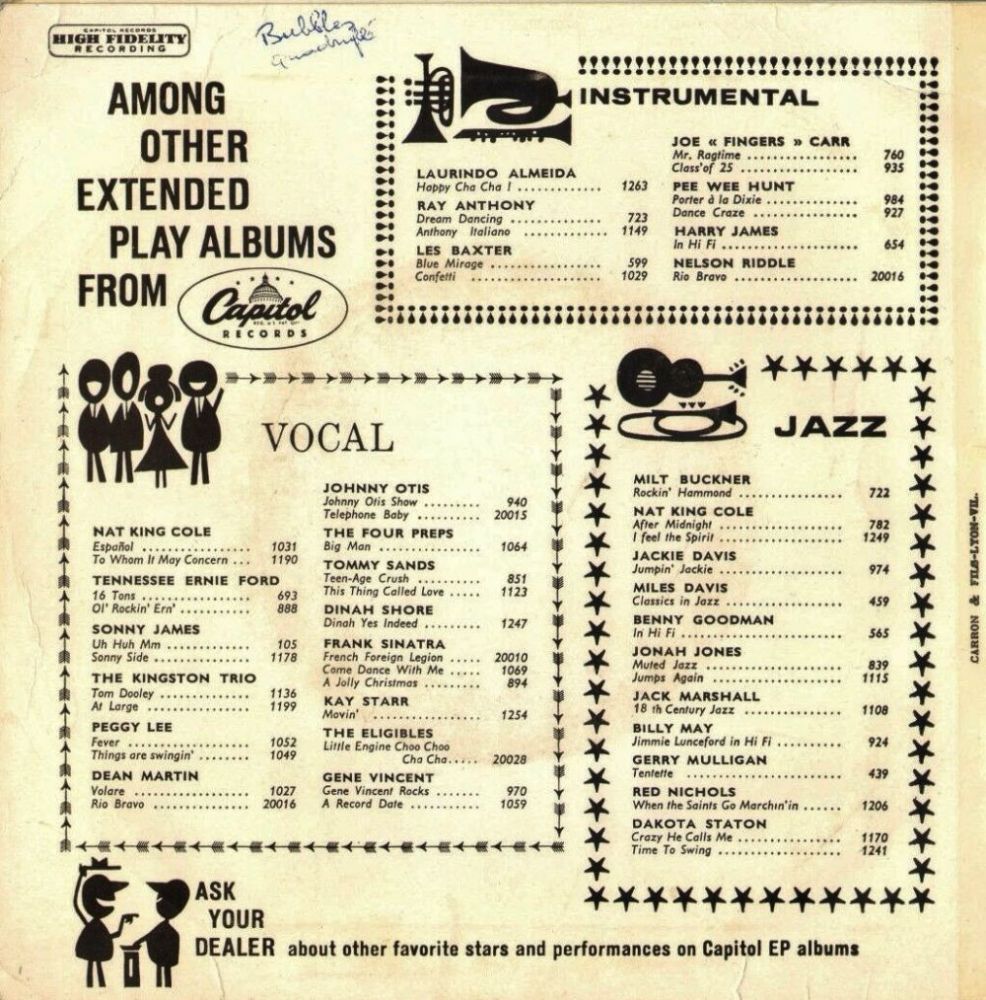 CAPITOL RECORDS
HIGH FIDELITY
RECORDING
Bubbles
AMONG
OTHER
EXTENDED
PLAY ALBUMS
FROM
Capitol
RECORDS
INSTRUMENTAL
LAURINDO ALMEIDA
Happy Cha Cha ! ............. 1263
RAY ANTHONY
Dream Dancing .............. 723
Anthony Italiano ............ 1149
LES BAXTER
Blue Mirage ................. 599
Confetti .................... 1029
JOE « FINGERS » CARR
Mr. Ragtime ................. 760
Class'of 25 .................. 935
PEE WEE HUNT
Porter à la Dixie .............. 984
Dance Craze ................ 927
HARRY JAMES
In Hi Fi ...................... 654
NELSON RIDDLE
Rio Bravo ................... 20016
VOCAL
NAT KING COLE
Español .................. 1031
To Whom It May Concern ... 1190
TENNESSEE ERNIE FORD
16 Tons ................... 693
Ol' Rockin' Ern' ............ 888
SONNY JAMES
Uh Huh Mm ............... 105
Sonny Side ................ 1178
THE KINGSTON TRIO
Tom Dooley ............... 1136
At Large .................. 1199
PEGGY LEE
Fever ..................... 1052
Things are swingin' ......... 1049
DEAN MARTIN
Volare .................... 1027
Rio Bravo ................. 20016
JOHNNY OTIS
Johnny Otis Show ......... 940
Telephone Baby .......... 20015
THE FOUR PREPS
Big Man ................. 1064
TOMMY SANDS
Teen-Age Crush .......... 851
This Thing Called Love ..... 1123
DINAH SHORE
Dinah Yes Indeed ......... 1247
FRANK SINATRA
French Foreign Legion ..... 20010
Come Dance With Me ..... 1069
A Jolly Christmas ......... 894
KAY STARR
Movin' .................. 1254
THE ELIGIBLES
Little Engine Choo Choo
Cha Cha..... 20028
GENE VINCENT
Gene Vincent Rocks ....... 970
A Record Date ........... 1059
JAZZ
MILT BUCKNER
Rockin' Hammond ............... 722
NAT KING COLE
After Midnight .................. 782
I feel the Spirit .................. 1249
JACKIE DAVIS
Jumpin' Jackie ................... 974
MILES DAVIS
Classics in Jazz .................. 459
BENNY GOODMAN
In Hi Fi ........................ 565
JONAH JONES
Muted Jazz ..................... 839
Jumps Again .................... 1115
JACK MARSHALL
18 th Century Jazz .............. 1108
BILLY MAY
Jimmie Lunceford in Hi Fi ......... 924
GERRY MULLIGAN
Tentette ....................... 439
RED NICHOLS
When the Saints Go Marchin'in ...... 1206
DAKOTA STATON
Crazy He Calls Me ............... 1170
Time To Swing .................. 1241
CARRON & FILS-LYON-VIL.
ASK
YOUR
DEALER about other favorite stars and performances on Capitol EP albums